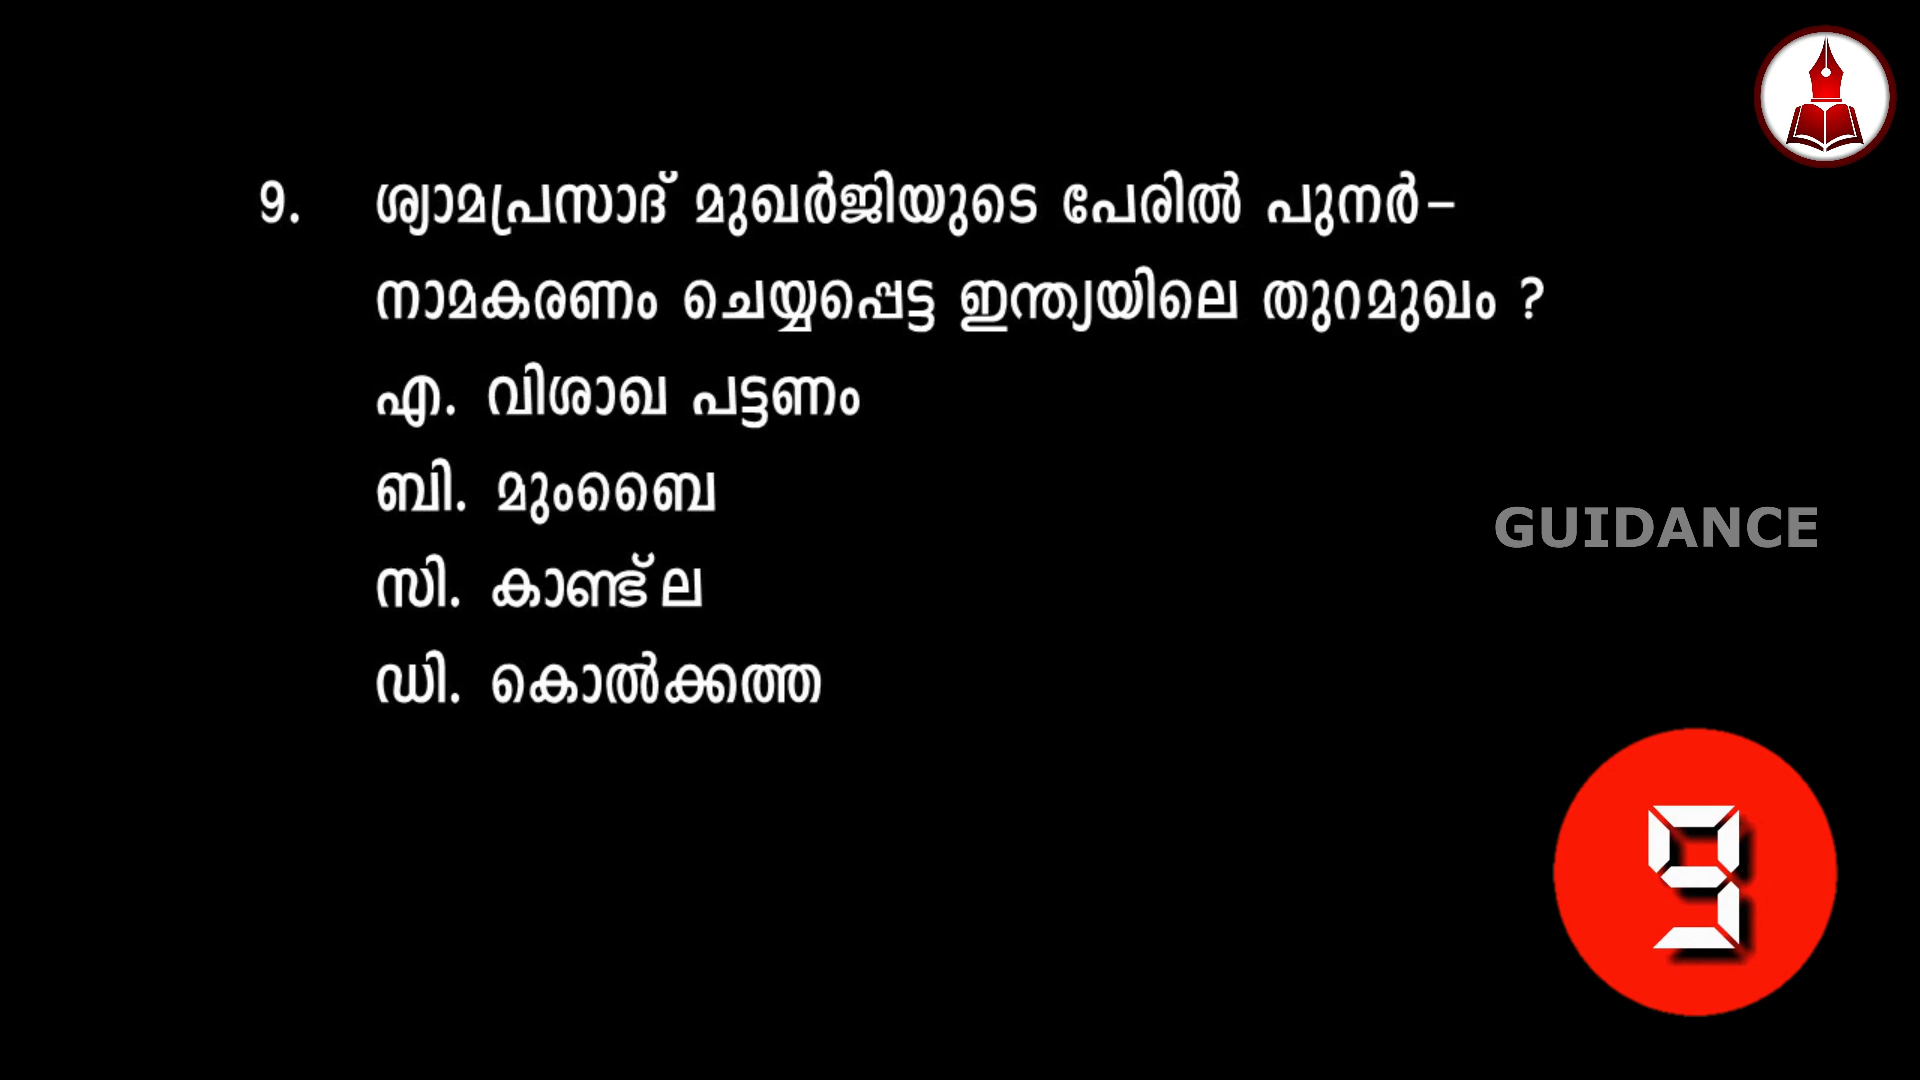 9. ശ്യാമപ്രസാദ് മുഖർജിയുടെ പേരിൽ പുനർ-
നാമകരണം ചെയ്യപ്പെട്ട ഇന്ത്യയിലെ തുറമുഖം ?
എ. വിശാഖ പട്ടണം
ബി. മുംബൈ
സി. കാണ്ട്ല
ഡി. കൊൽക്കത്ത
GUIDANCE
9